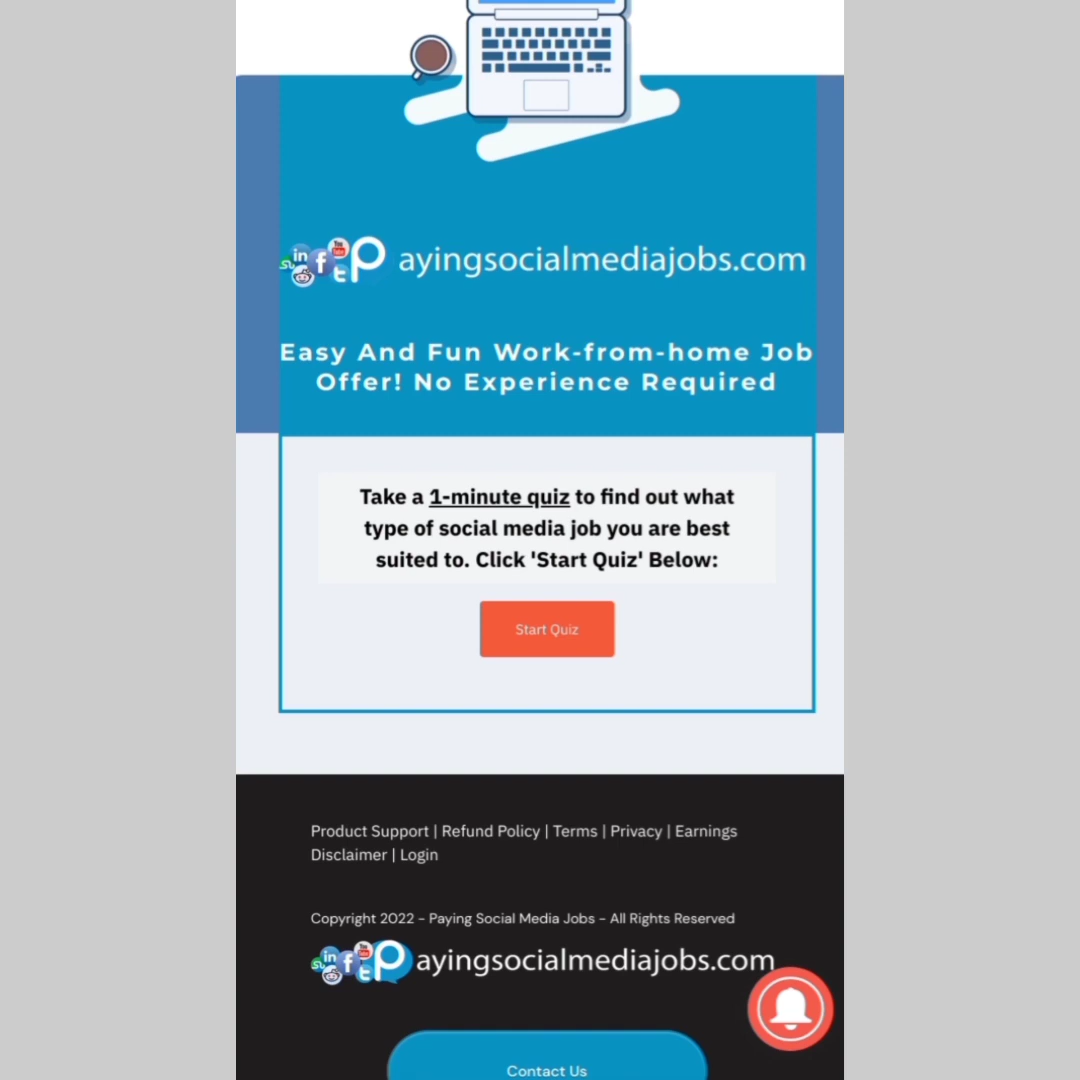 Payingsocialmediajobs.com
Easy And Fun Work-from-home Job
Offer! No Experience Required
Take a 1-minute quiz to find out what
type of social media job you are best
suited to. Click 'Start Quiz' Below:
Start Quiz
Product Support | Refund Policy | Terms | Privacy | Earnings
Disclaimer | Login
Copyright 2022 - Paying Social Media Jobs - All Rights Reserved
Payingsocialmediajobs.com
Contact Us